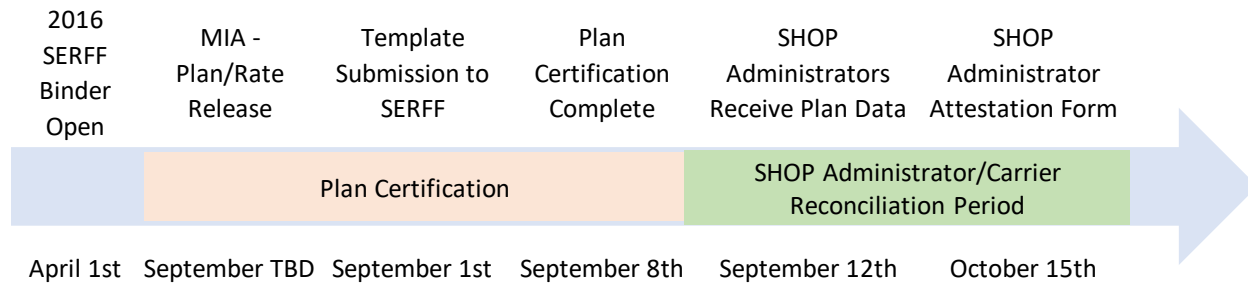 2016
SERFF
Binder
Open
MIA -
Plan/Rate
Release
Template
Submission to
SERFF
Plan
Certification
Complete
SHOP
Administrators
Receive Plan Data
SHOP
Administrator
Attestation Form
Plan Certification
SHOP Administrator/Carrier
Reconciliation Period
April 1st
September TBD
September 1st
September 8th
September 12th
October 15th